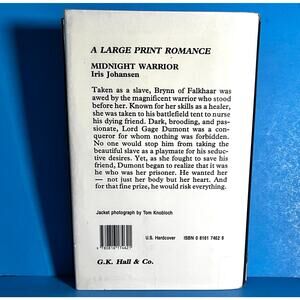 A LARGE PRINT ROMANCE
MIDNIGHT WARRIOR
Iris Johansen
Taken as a slave, Brynn of Falkhaar was
awed by the magnificent warrior who stood
before her. Known for her skills as a healer,
she was taken to his battlefield tent to nurse
his dying friend. Dark, brooding, and pas-
sionate, Lord Gage Dumont was a con-
queror for whom nothing was forbidden.
No one would stop him from taking the
beautiful slave as a playmate for his seduc-
tive desires. Yet, as she fought to save his
friend, Dumont began to realize that it was
he who was her prisoner. He wanted her
— not just her body but her heart. And
for that fine prize, he would risk everything.
Jacket photograph by Tom Knobloch
U.S. Hardcover ISBN 0 8161 7462 8
G.K. Hall & Co.